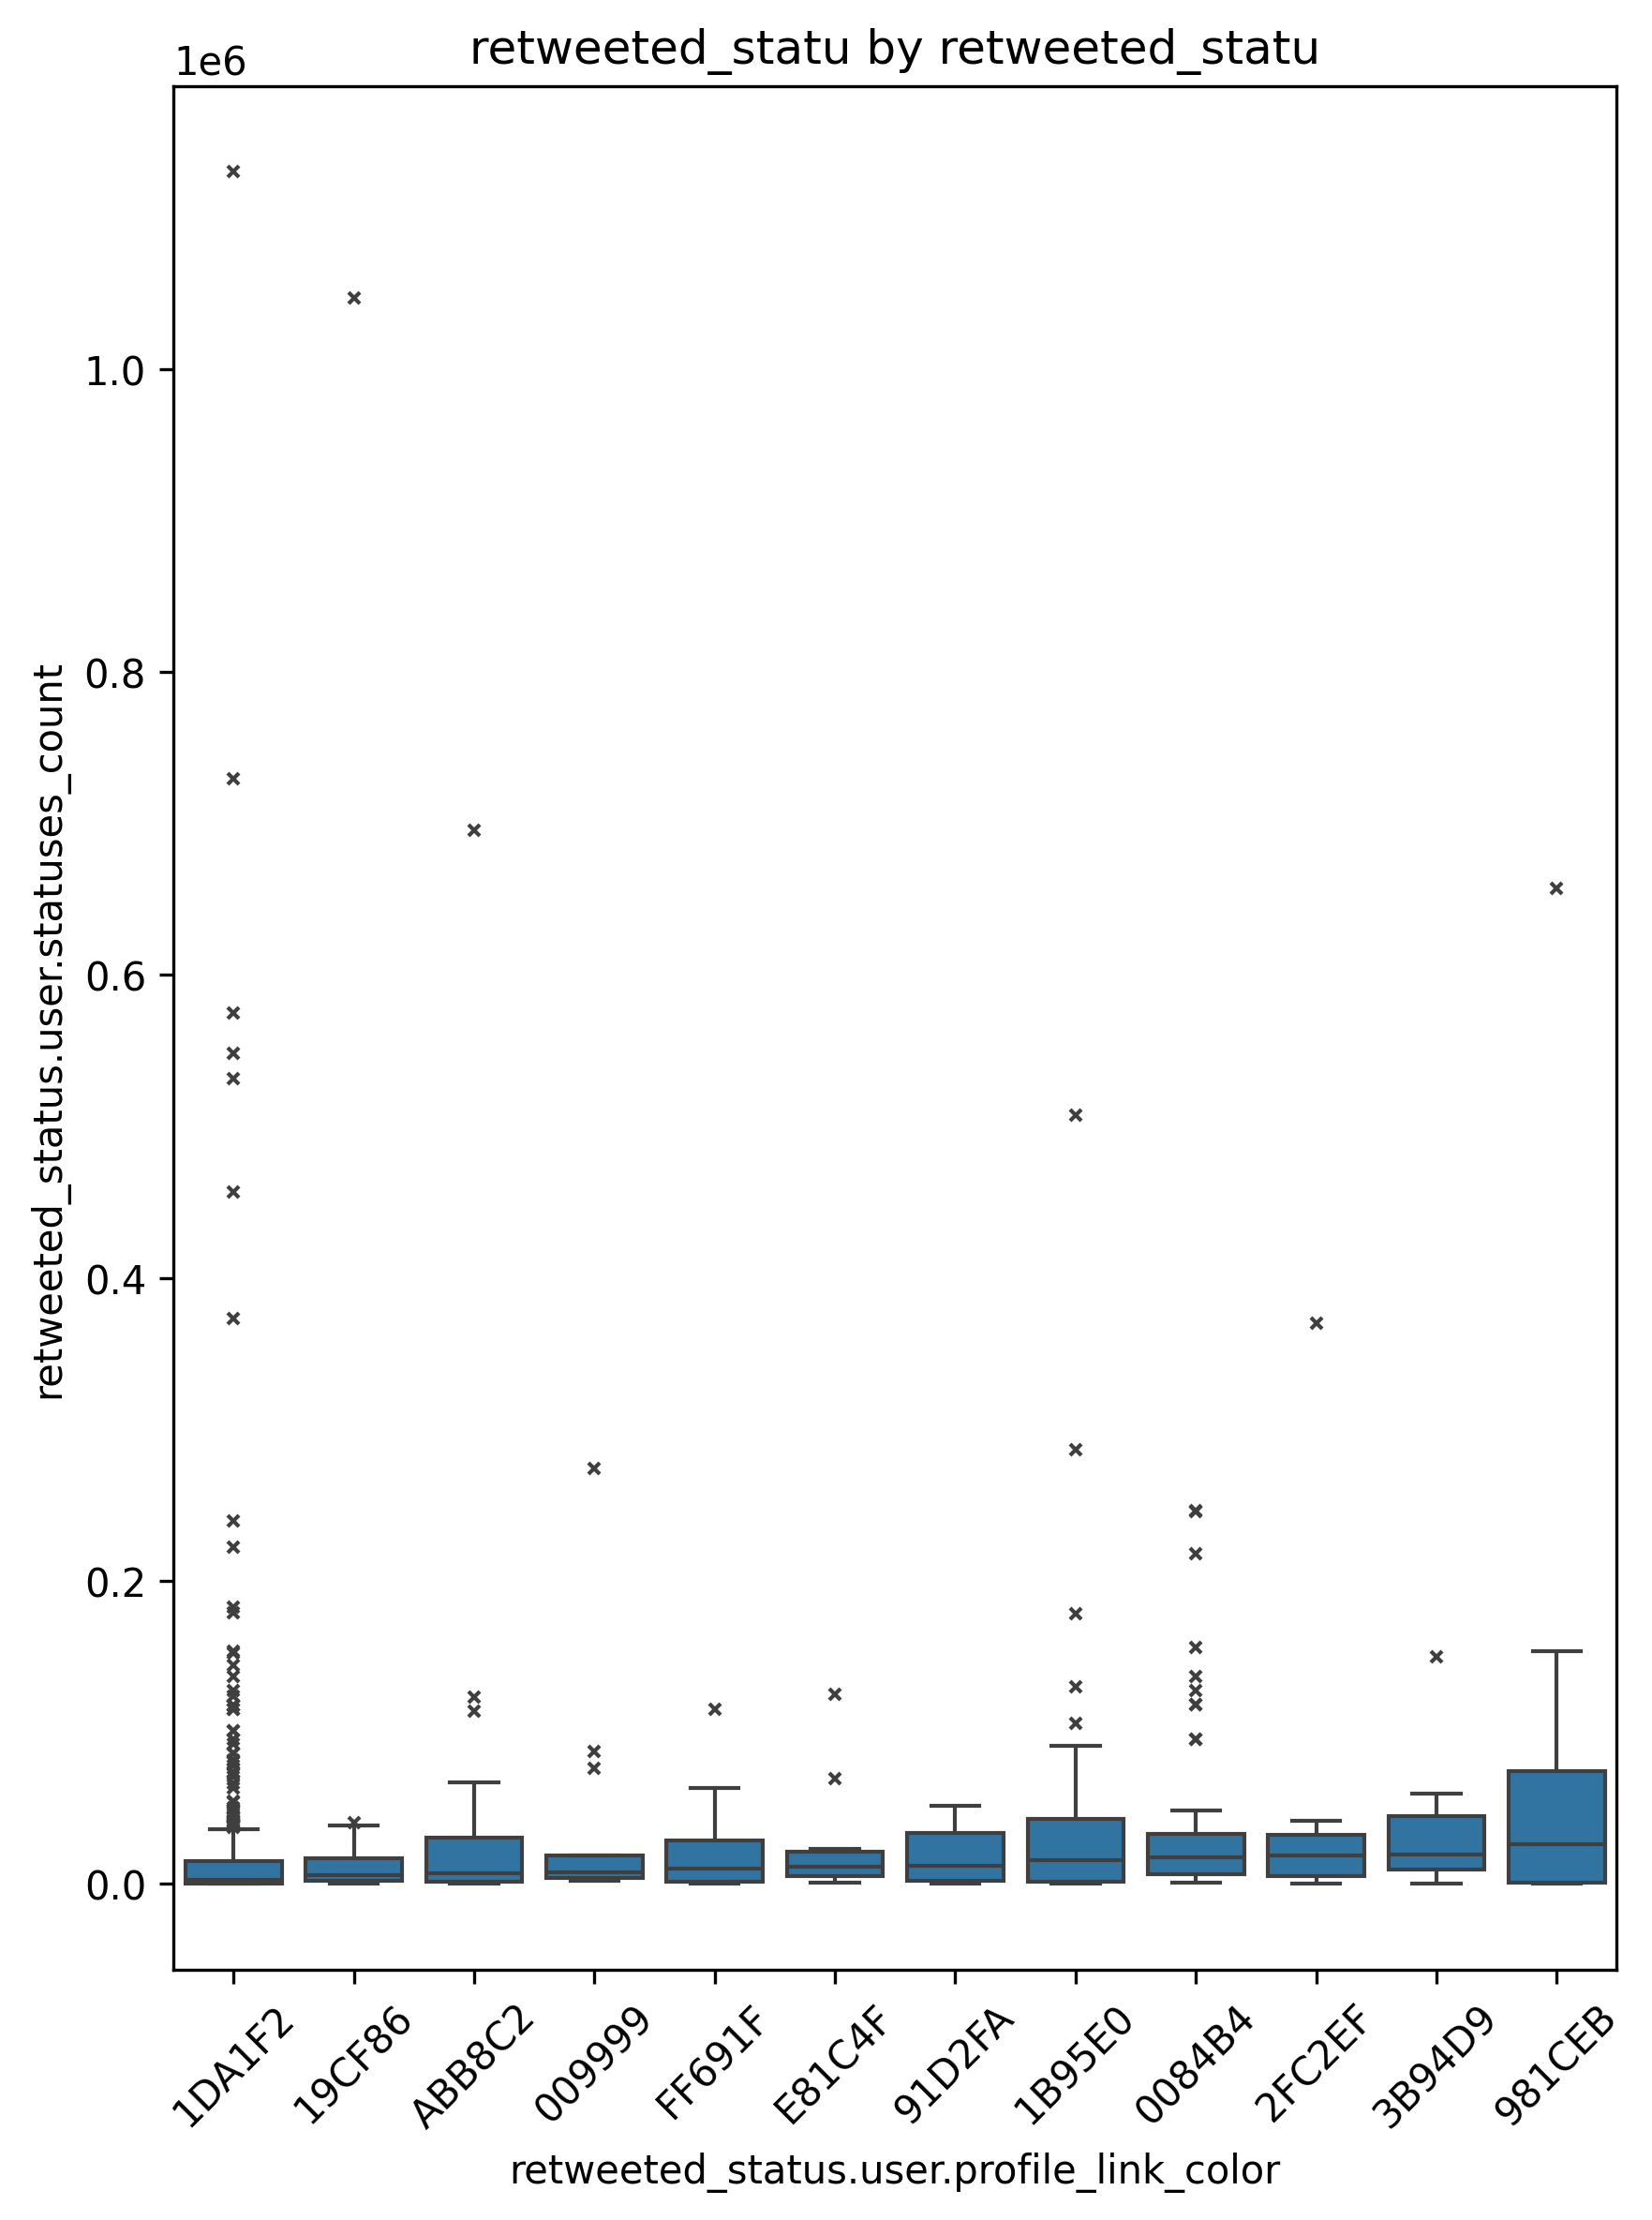 retweeted_statu by retweeted_statu
1e6
1.0
0.8
0.6
0.4
0.2
0.0
retweeted_status.user.statuses_count
1DA1F2
19CF86
ABB8C2
009999
FF691F
E81C4F
91D2FA
1B95E0
0084B4
2FC2EF
3B94D9
981CEB
retweeted_status.user.profile_link_color